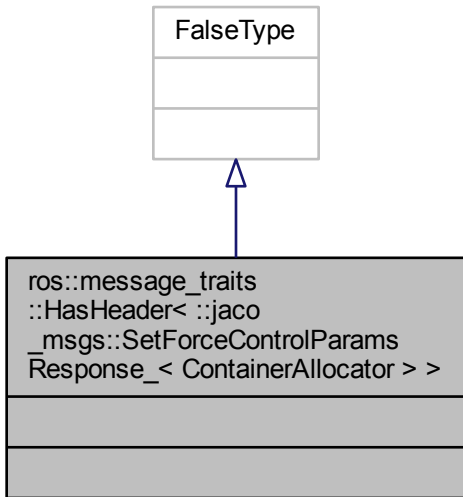 FalseType
ros::message_traits
::HasHeader< ::jaco
_msgs::SetForceControlParams
Response_< ContainerAllocator > >